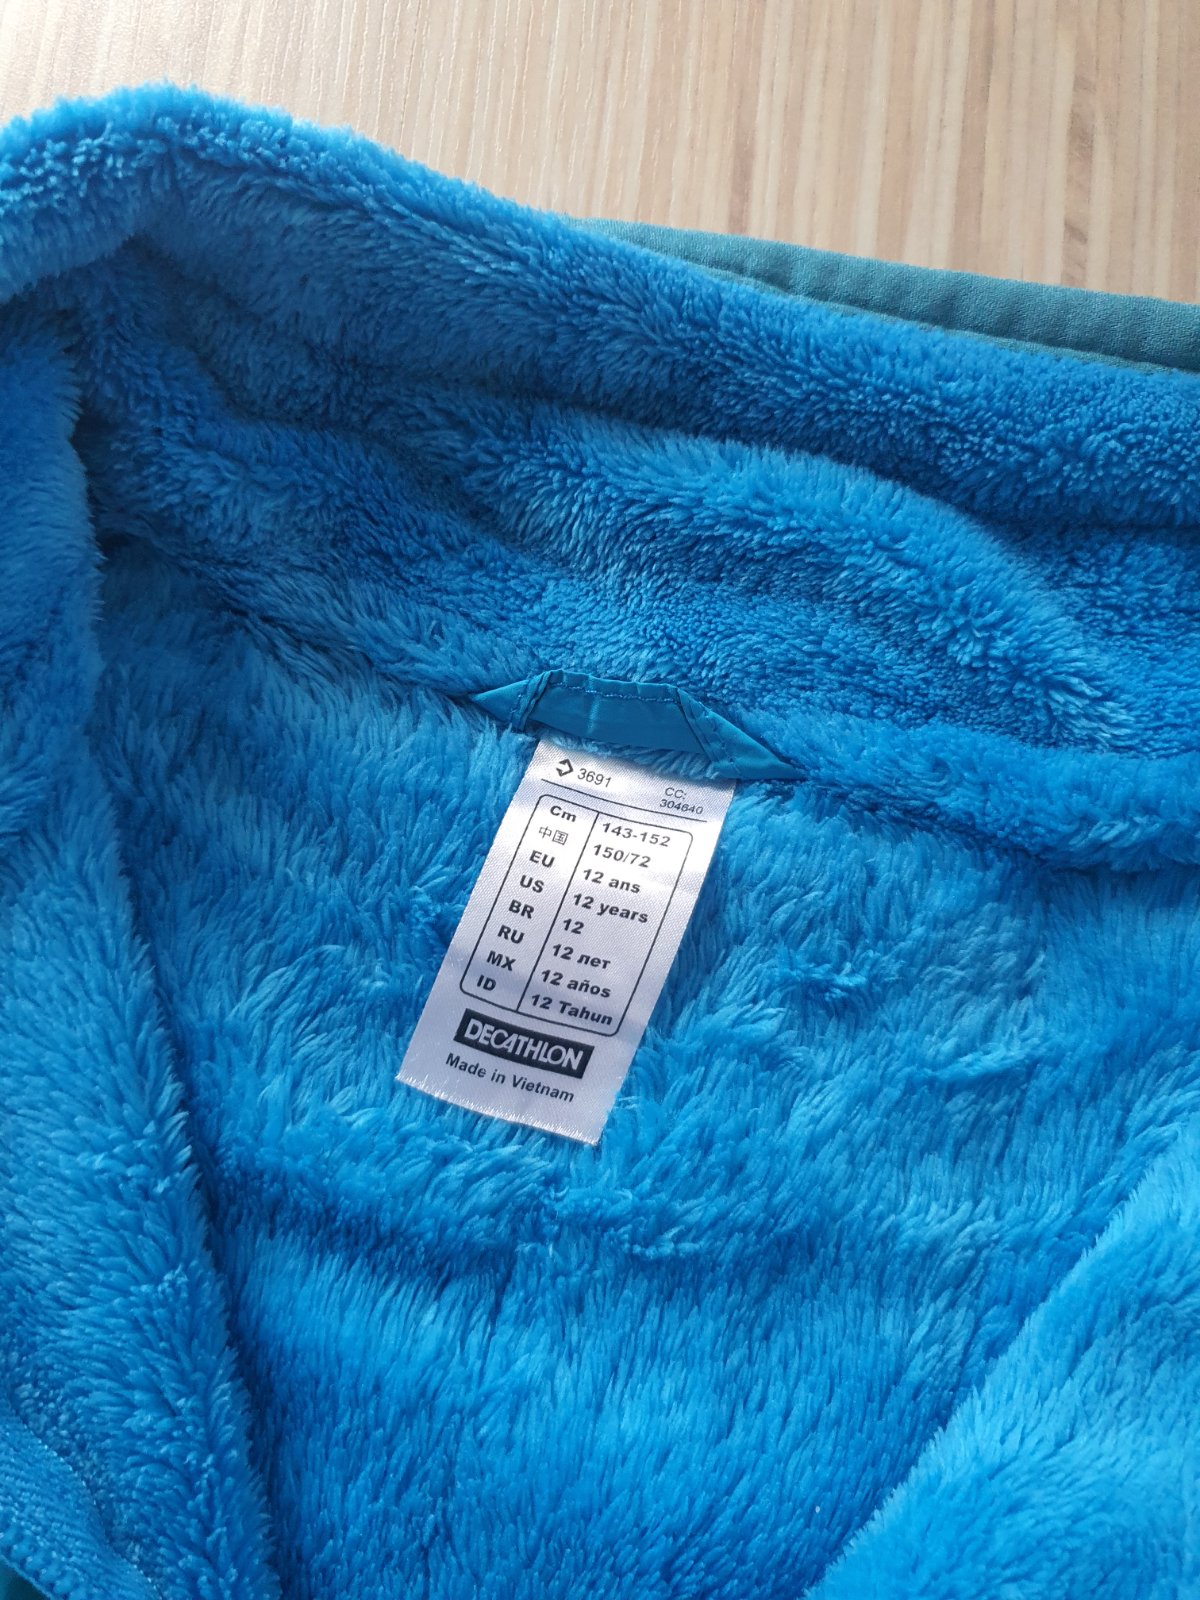 3691
CC:
304640
Cm 143-152
中国 150/72
EU 12 ans
US 12 years
BR 12
RU 12 лет
MX 12 años
ID 12 Tahun
DECATHLON
Made in Vietnam